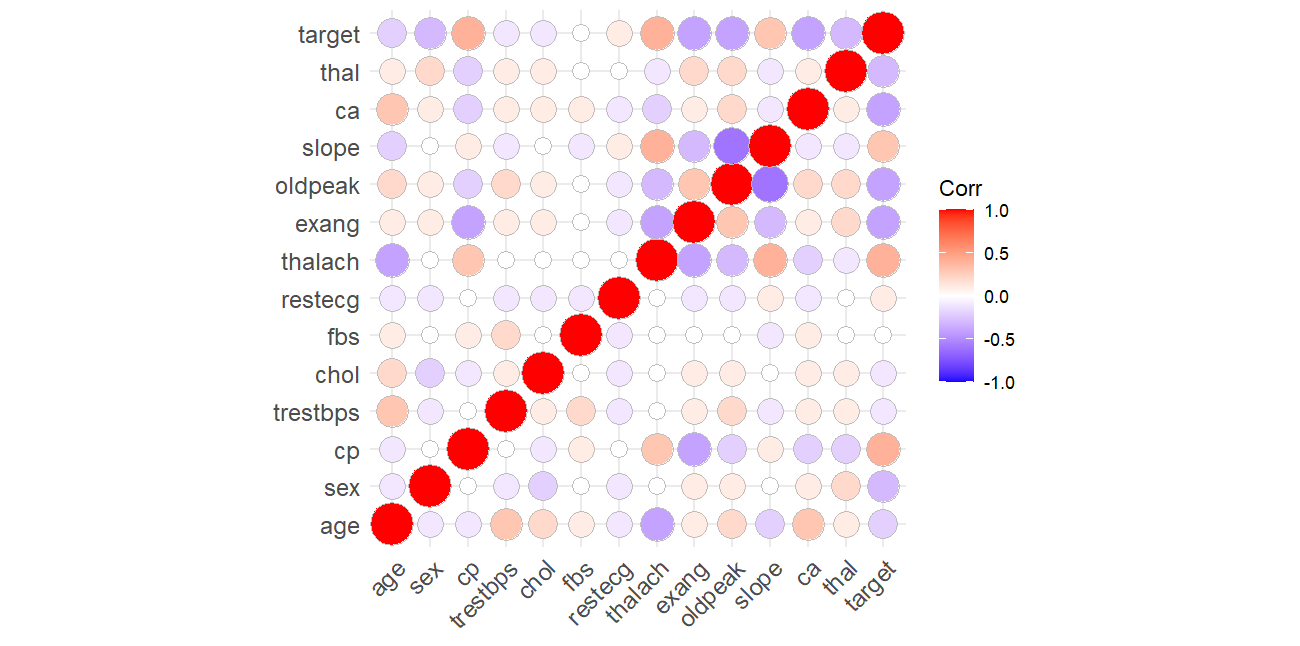 target
thal
ca
slope
oldpeak
exang
thalach
restecg
fbs
chol
trestbps
cp
sex
age
age
sex
cp
trestbps
chol
fbs
restecg
thalach
exang
oldpeak
slope
ca
thal
target
Corr
1.0
0.5
0.0
-0.5
-1.0